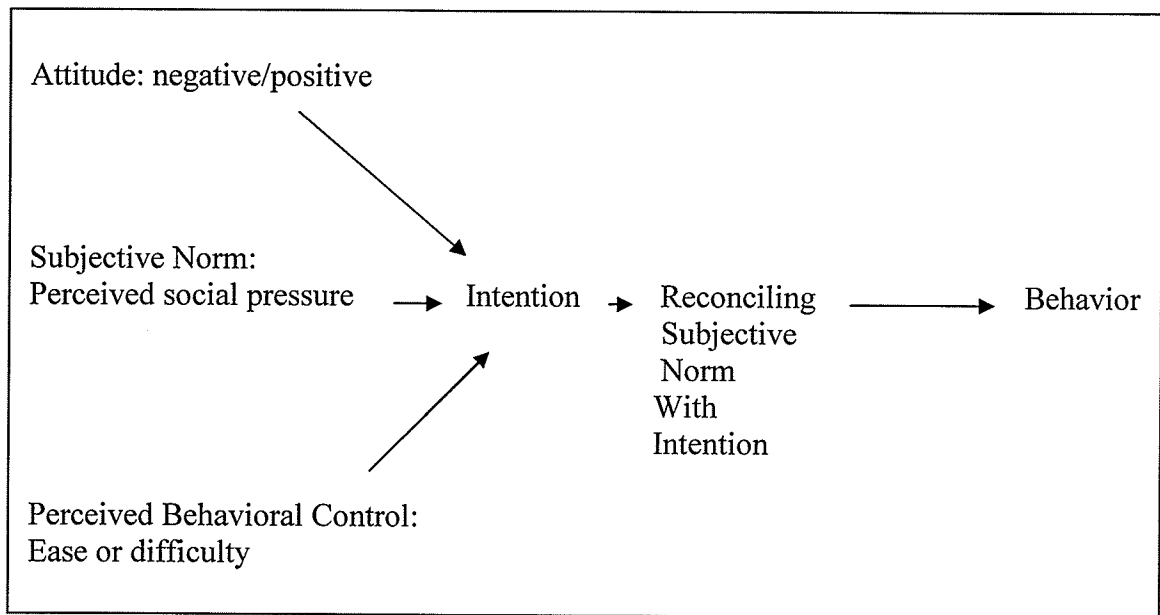 Attitude: negative/positive
Subjective Norm:
Perceived social pressure
Intention
Reconciling
Subjective
Norm
With
Intention
Behavior
Perceived Behavioral Control:
Ease or difficulty